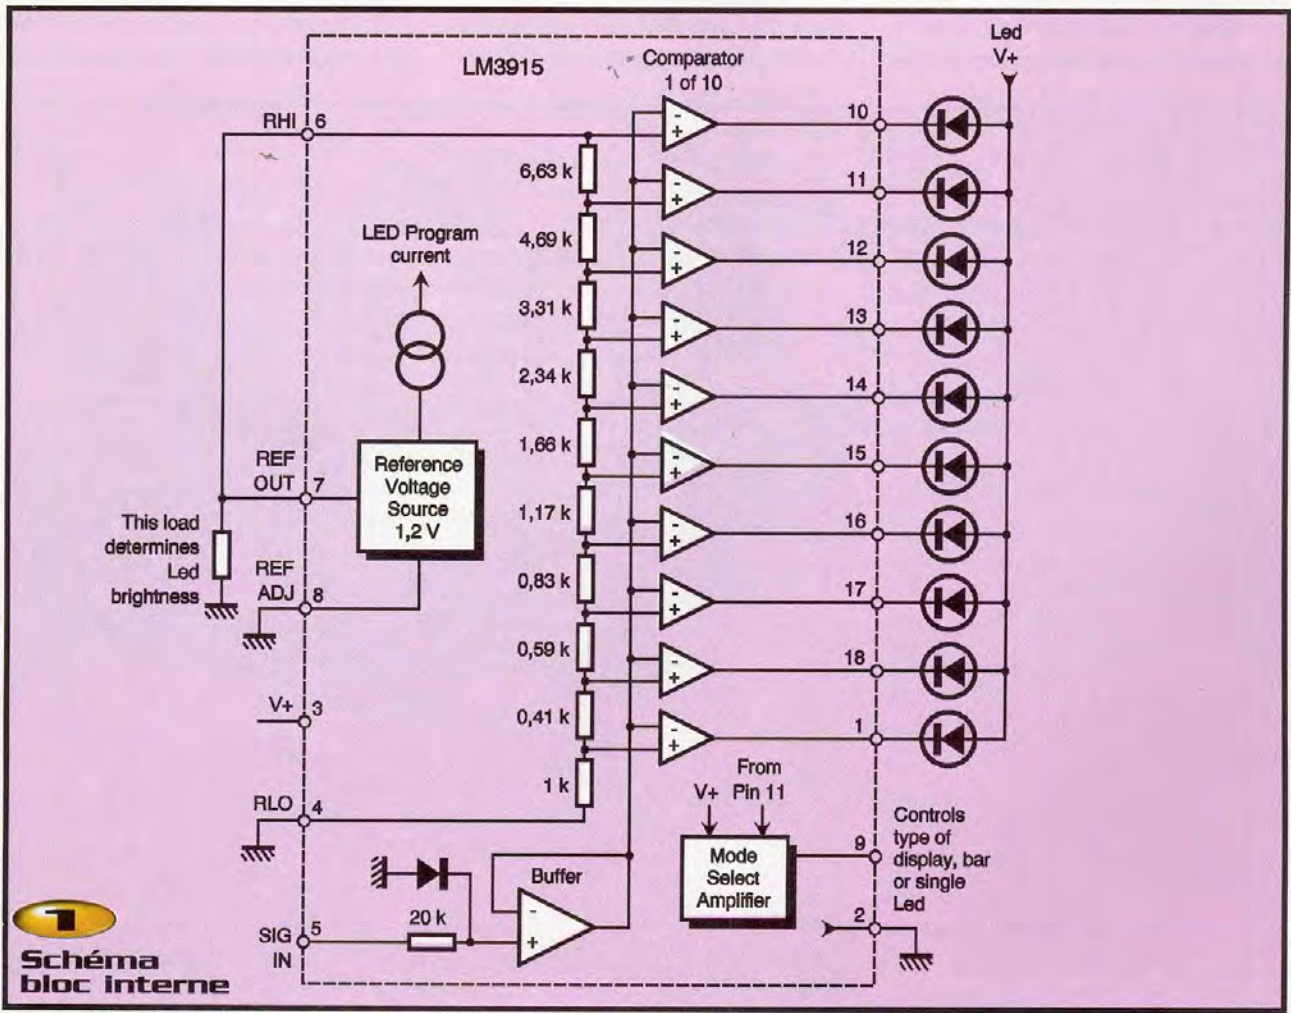 LM3915
Comparator
1 of 10
Led
V+
RHI
6
10
6,63 k
11
LED Program
current
4,69 k
12
3,31 k
13
2,34 k
14
REF
OUT
7
Reference
Voltage
Source
1,2 V
1,66 k
15
This load
determines
Led
brightness
1,17 k
16
REF
ADJ
8
0,83 k
17
0,59 k
18
V+
3
0,41 k
1
1 k
From
Pin 11
V+
RLO
4
Mode
Select
Amplifier
9
Controls
type of
display, bar
or single
Led
2
Buffer
20 k
SIG
IN
5
- +
- +
- +
- +
- +
- +
- +
- +
- +
- +
- +
1
Schéma
bloc interne